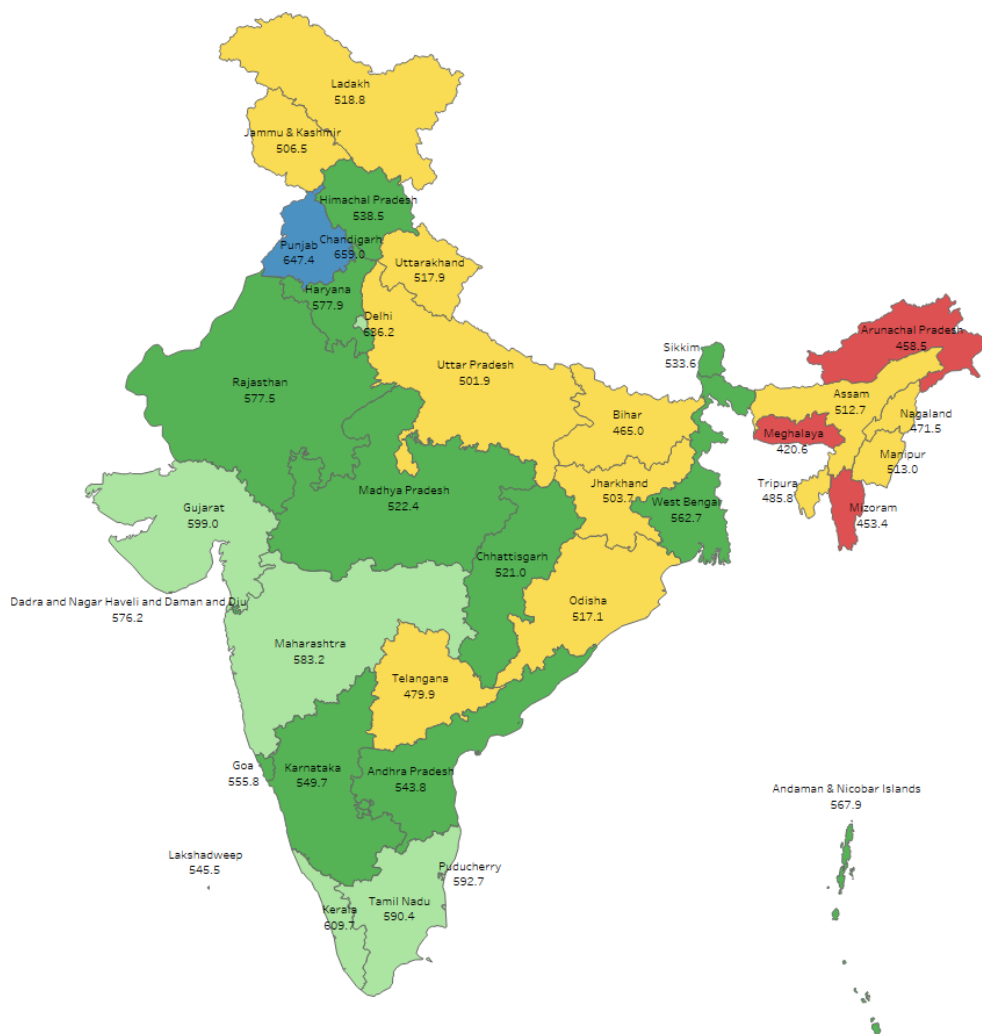 Ladakh
518.8
Jammu & Kashmir
506.5
Himachal Pradesh
538.5
Chandigarh
659.0
Punjab
647.4
Uttarakhand
517.9
Haryana
577.9
Delhi
636.2
Arunachal Pradesh
458.5
Sikkim
533.6
Uttar Pradesh
501.9
Rajasthan
577.5
Assam
512.7
Bihar
465.0
Nagaland
471.5
Meghalaya
420.6
Manipur
513.0
Jharkhand
503.7
Tripura
485.8
Madhya Pradesh
522.4
West Bengal
562.7
Mizoram
453.4
Gujarat
599.0
Chhattisgarh
521.0
Dadra and Nagar Haveli and Daman and Diu
576.2
Odisha
517.1
Maharashtra
583.2
Telangana
479.9
Goa
555.8
Karnataka
549.7
Andhra Pradesh
543.8
Andaman & Nicobar Islands
567.9
Lakshadweep
545.5
Puducherry
592.7
Kerala
609.7
Tamil Nadu
590.4